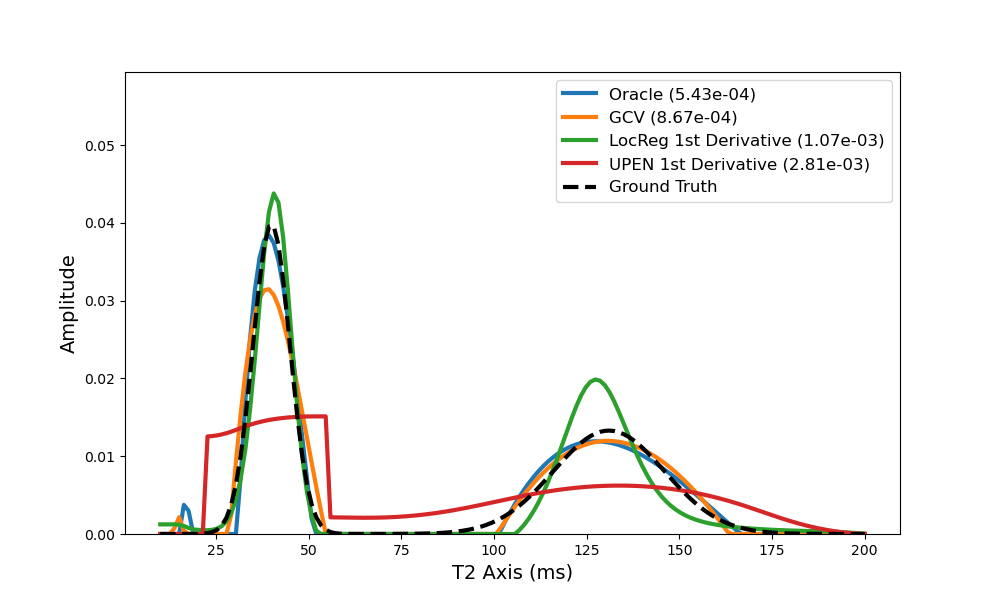 Oracle (5.43e-04)
GCV (8.67e-04)
LocReg 1st Derivative (1.07e-03)
UPEN 1st Derivative (2.81e-03)
Ground Truth
0.05
0.04
0.03
0.02
0.01
0.00
Amplitude
25 50 75 100 125 150 175 200
T2 Axis (ms)